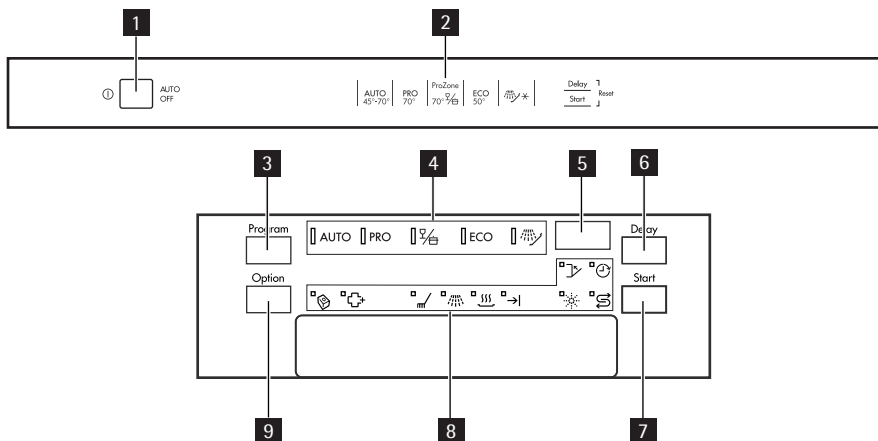 1
2
AUTO
OFF
AUTO
45°-70°
PRO
70°
ProZone
70°
ECO
50°
Delay
Start
Reset
3
4
5
6
Program
AUTO
PRO
ECO
Delay
Option
Start
9
8
7